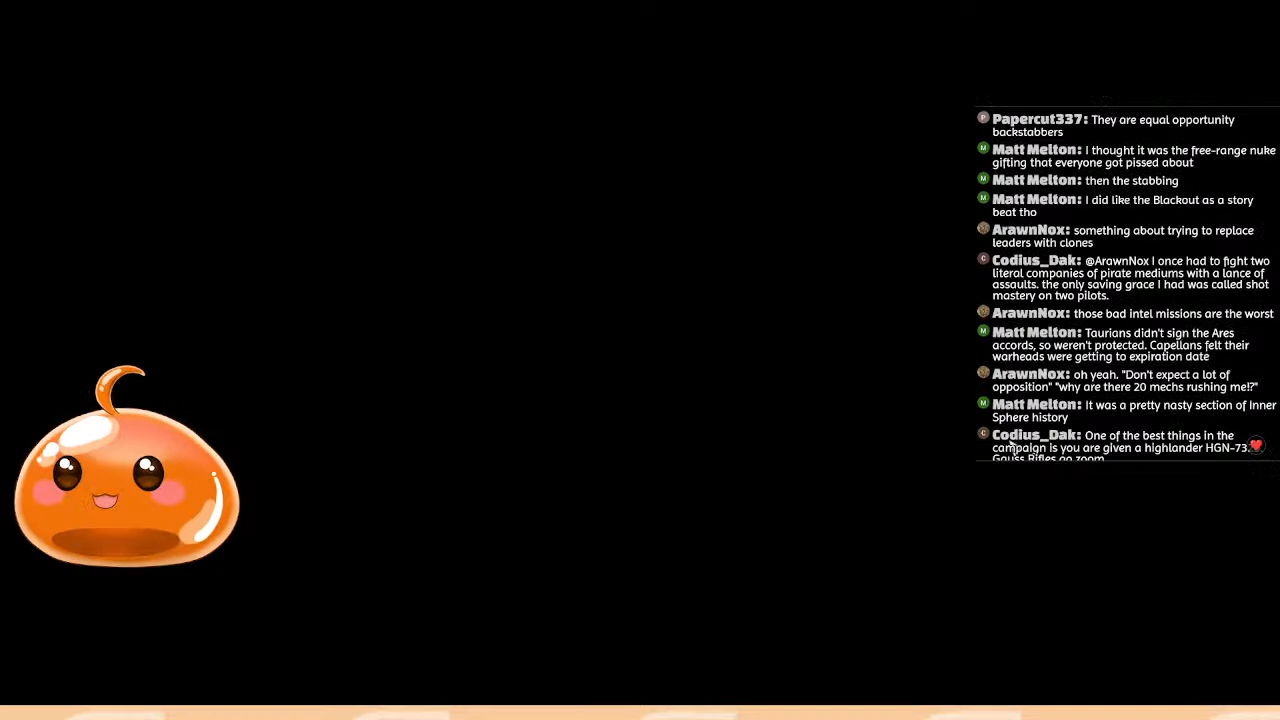 Papercut337: They are equal opportunity
backstabbers
Matt Melton: I thought it was the free-range nuke
gifting that everyone got pissed about
Matt Melton: then the stabbing
Matt Melton: I did like the Blackout as a story
beat tho
ArawnNox: something about trying to replace
leaders with clones
Codius_Dak: @ArawnNox I once had to fight two
literal companies of pirate mediums with a lance of
assaults. the only saving grace I had was called shot
mastery on two pilots.
ArawnNox: those bad intel missions are the worst
Matt Melton: Taurians didn't sign the Ares
accords, so weren't protected. Capellans felt their
warheads were getting to expiration date
ArawnNox: oh yeah. "Don't expect a lot of
opposition" "why are there 20 mechs rushing me!?"
Matt Melton: It was a pretty nasty section of Inner
Sphere history
Codius_Dak: One of the best things in the
campaign is you are given a highlander
Gauss Rifles go zoom